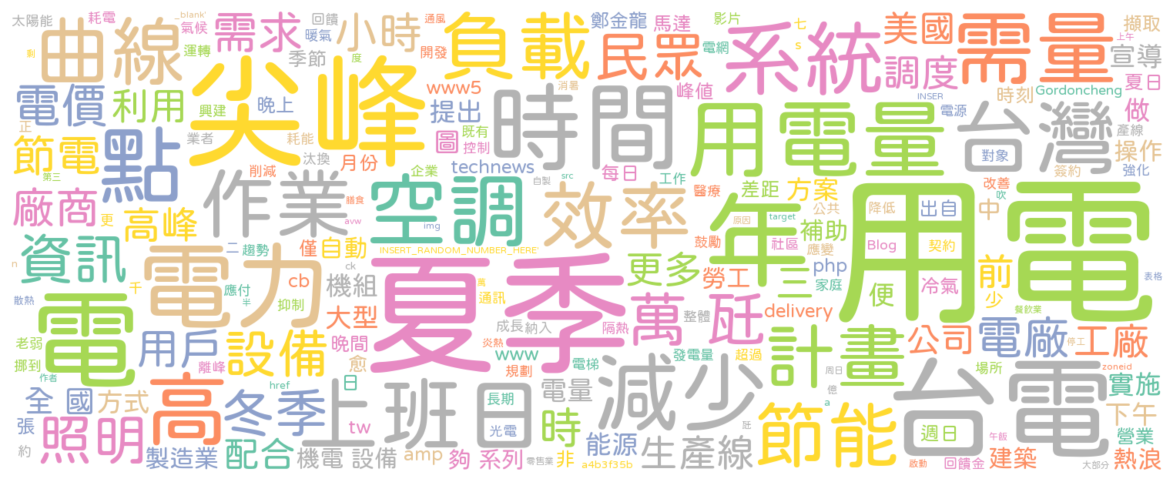 太陽能
耗電
_blank'
氣候
回饋
通風
鄭金龍
馬達
影片
七
s
上午
曲線
需求
小時
負載
民眾
系統
美國
需量
擷取
宣導
剩
運轉
暖氣
季節
開發
度
電網
尖峰
電價
利用
興建
晚上
www5
提出
消暑
峰值
調度
INSER
電源
時刻
Gordoncheng
夏日
做
產線
節電
點
正
業者
耗能
圖
既有
控制
時間
用電量
台灣
操作
簽約
對象
強化
第三
削減
汰換
月份
企業
technews
自製
src
每日
工作
醫療
差距
方案
公共
改善
吹
降低
出自
中
廠商
高峰
更
作業
膳食
avw
空調
img
效率
鼓勵
原因
target
社區
應變
補助
年
Blog
契約
用電
資訊
二
趨勢
僅
自動
INSERT_RANDOM_NUMBER_HERE'
更多
勞工
三
php
家庭
便
冷氣
前
少
表格
n
散熱
千
電力
應付
半
抑制
cb
機組
ck
夏季
萬
通訊
萬
瓩
整體
delivery
計畫
餐飲業
停工
電
老弱
挪到
作者
用戶
離峰
設備
大型
晚間
愈
成長
納入
炎熱
www
規劃
隔熱
電梯
發電量
超過
公司
電廠
工廠
周日
億
場所
zoneid
href
日
全
國
方式
高
冬季
上班日
長期
電量
減少
a
台電
實施
張
約
照明
製造業
配合
機電
設備
光電
tw
amp
夠
系列
零售業
時
非
能源
a4b3f35b
生產線
瓩
節能
週日
啟動
回饋金
午飯
建築
大部分
下午
營業
熱浪